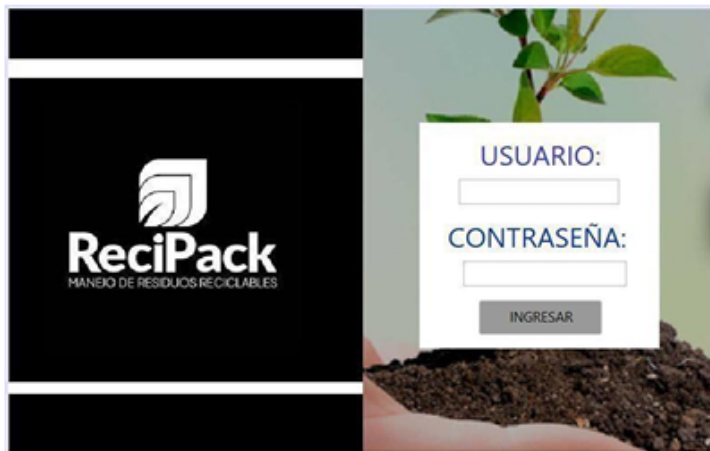 ReciPack
MANEJO DE RESIDUOS RECICLABLES
USUARIO:
CONTRASEÑA:
INGRESAR